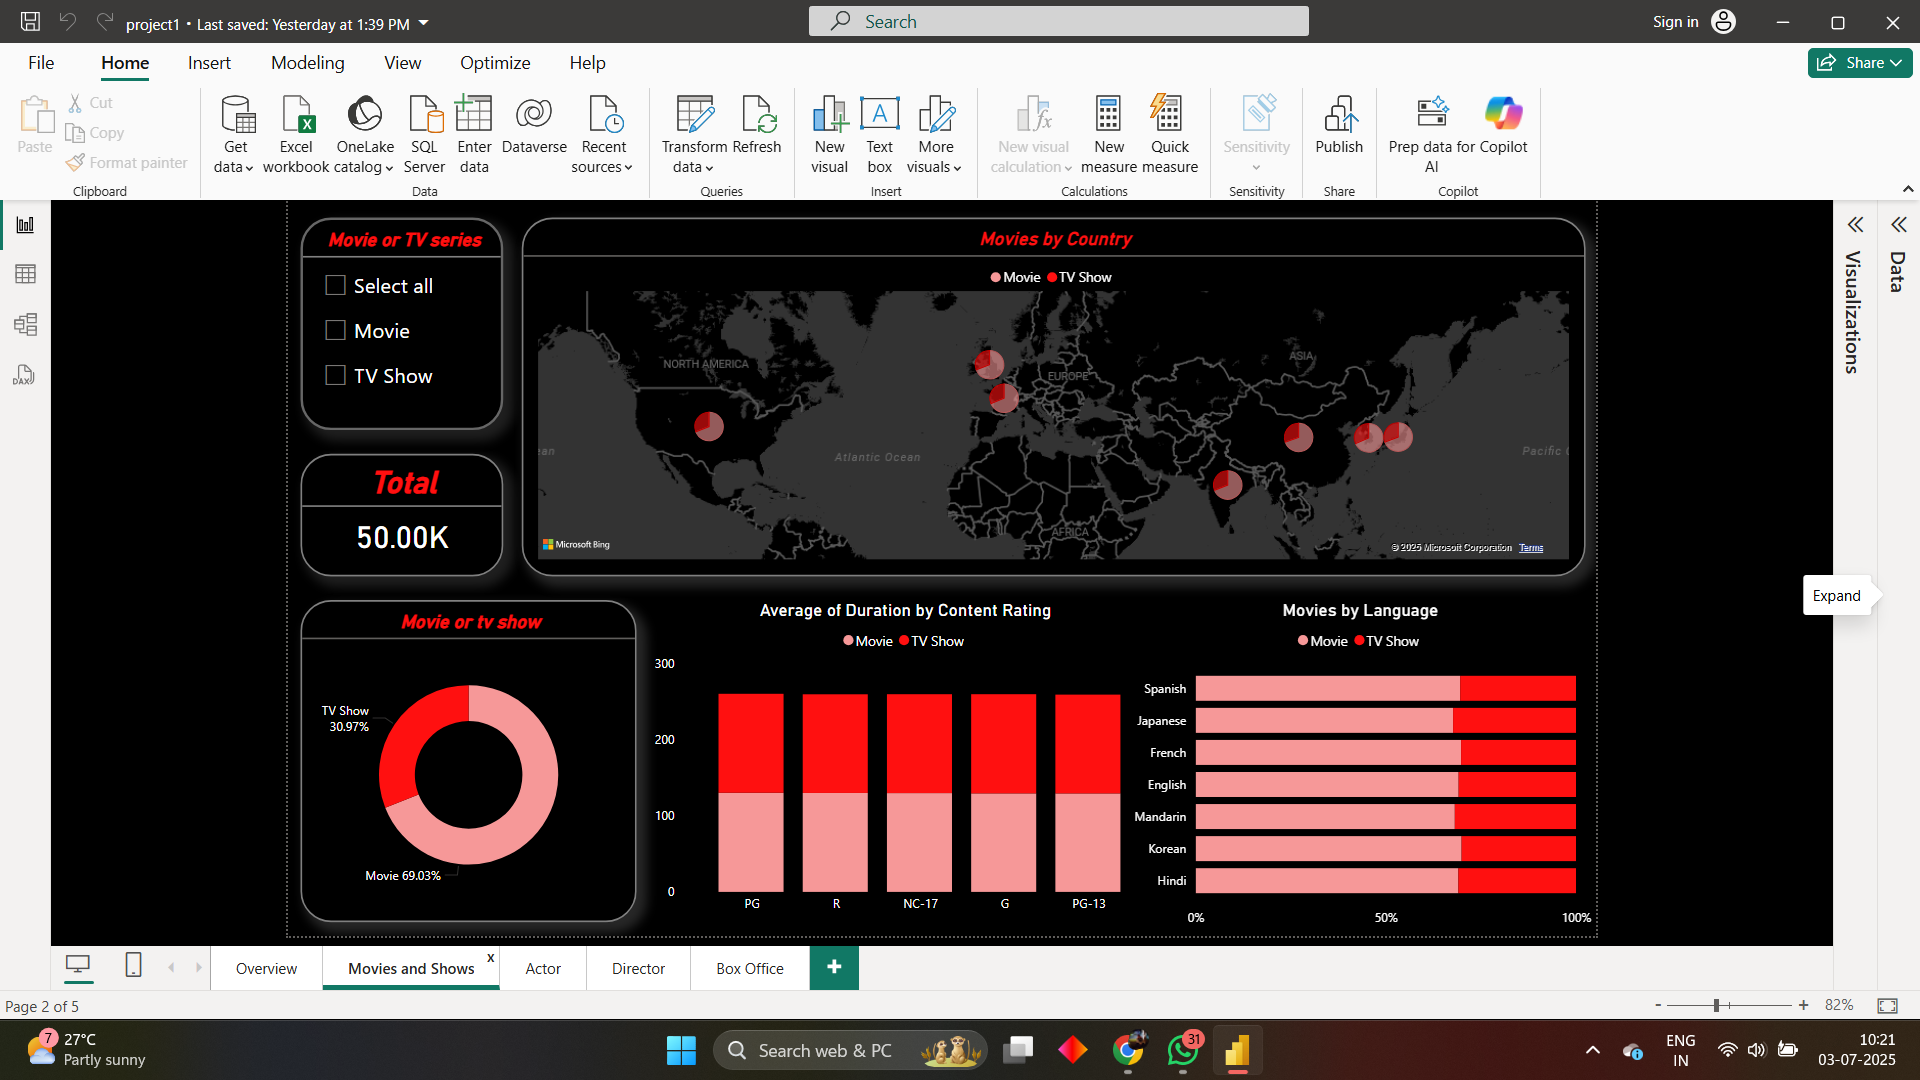 project1 • Last saved: Yesterday at 1:39 PM
Search
Sign in
File Home Insert Modeling View Optimize Help
Share
Paste
Cut
Copy
Format painter
Clipboard
Get data
Excel workbook
OneLake catalog
SQL Server
Enter data
Dataverse
Recent sources
Data
Transform data
Refresh
Queries
New visual
Text box
More visuals
Insert
New visual calculation
New measure
Quick measure
Calculations
Sensitivity
Sensitivity
Publish
Share
Prep data for AI
Copilot
Copilot
Movie or TV series
Select all
Movie
TV Show
Total
50.00K
Movies by Country
Movie TV Show
NORTH AMERICA
EUROPE
ASIA
AFRICA
Atlantic Ocean
ean
Pacific
Microsoft Bing
© 2025 Microsoft Corporation Terms
Visualizations
Data
Expand
Movie or tv show
TV Show
30.97%
Movie 69.03%
Average of Duration by Content Rating
Movie TV Show
300
200
100
0
PG R NC-17 G PG-13
Movies by Language
Movie TV Show
Spanish
Japanese
French
English
Mandarin
Korean
Hindi
0% 50% 100%
Overview
Movies and Shows
x
Actor
Director
Box Office
+
Page 2 of 5
- + 82%
7
27°C
Partly sunny
Search web & PC
31
ENG
IN
10:21
03-07-2025
DAX